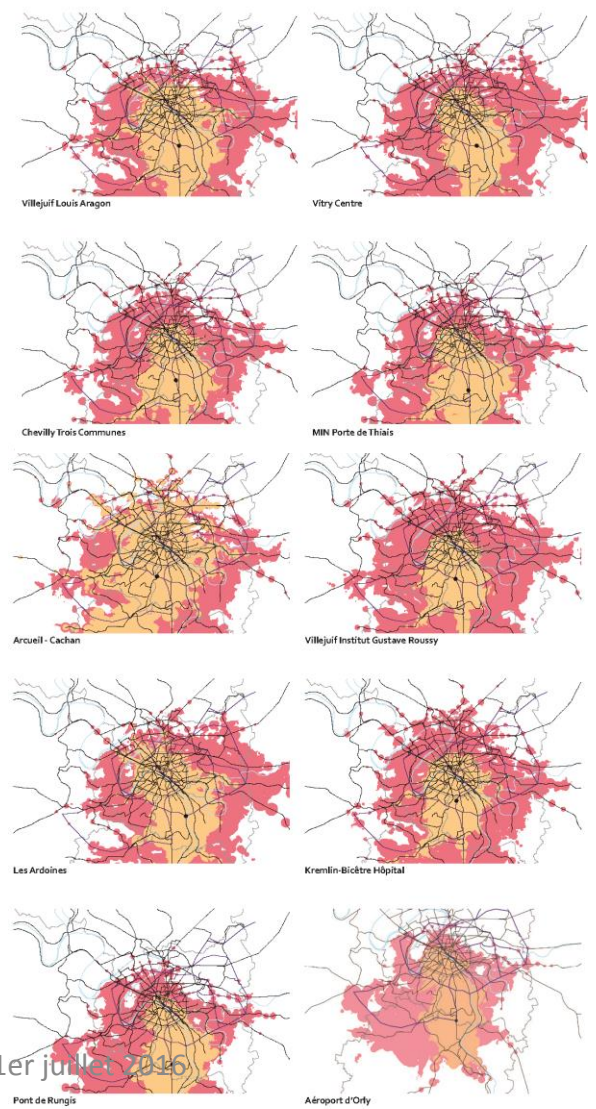 Villejuif Louis Aragon
Vitry Centre
Chevilly Trois Communes
MIN Porte de Thiais
Arcueil - Cachan
Villejuif Institut Gustave Roussy
Les Ardoines
Kremlin-Bicêtre Hôpital
1er juillet 2016
Pont de Rungis
Aéroport d'Orly